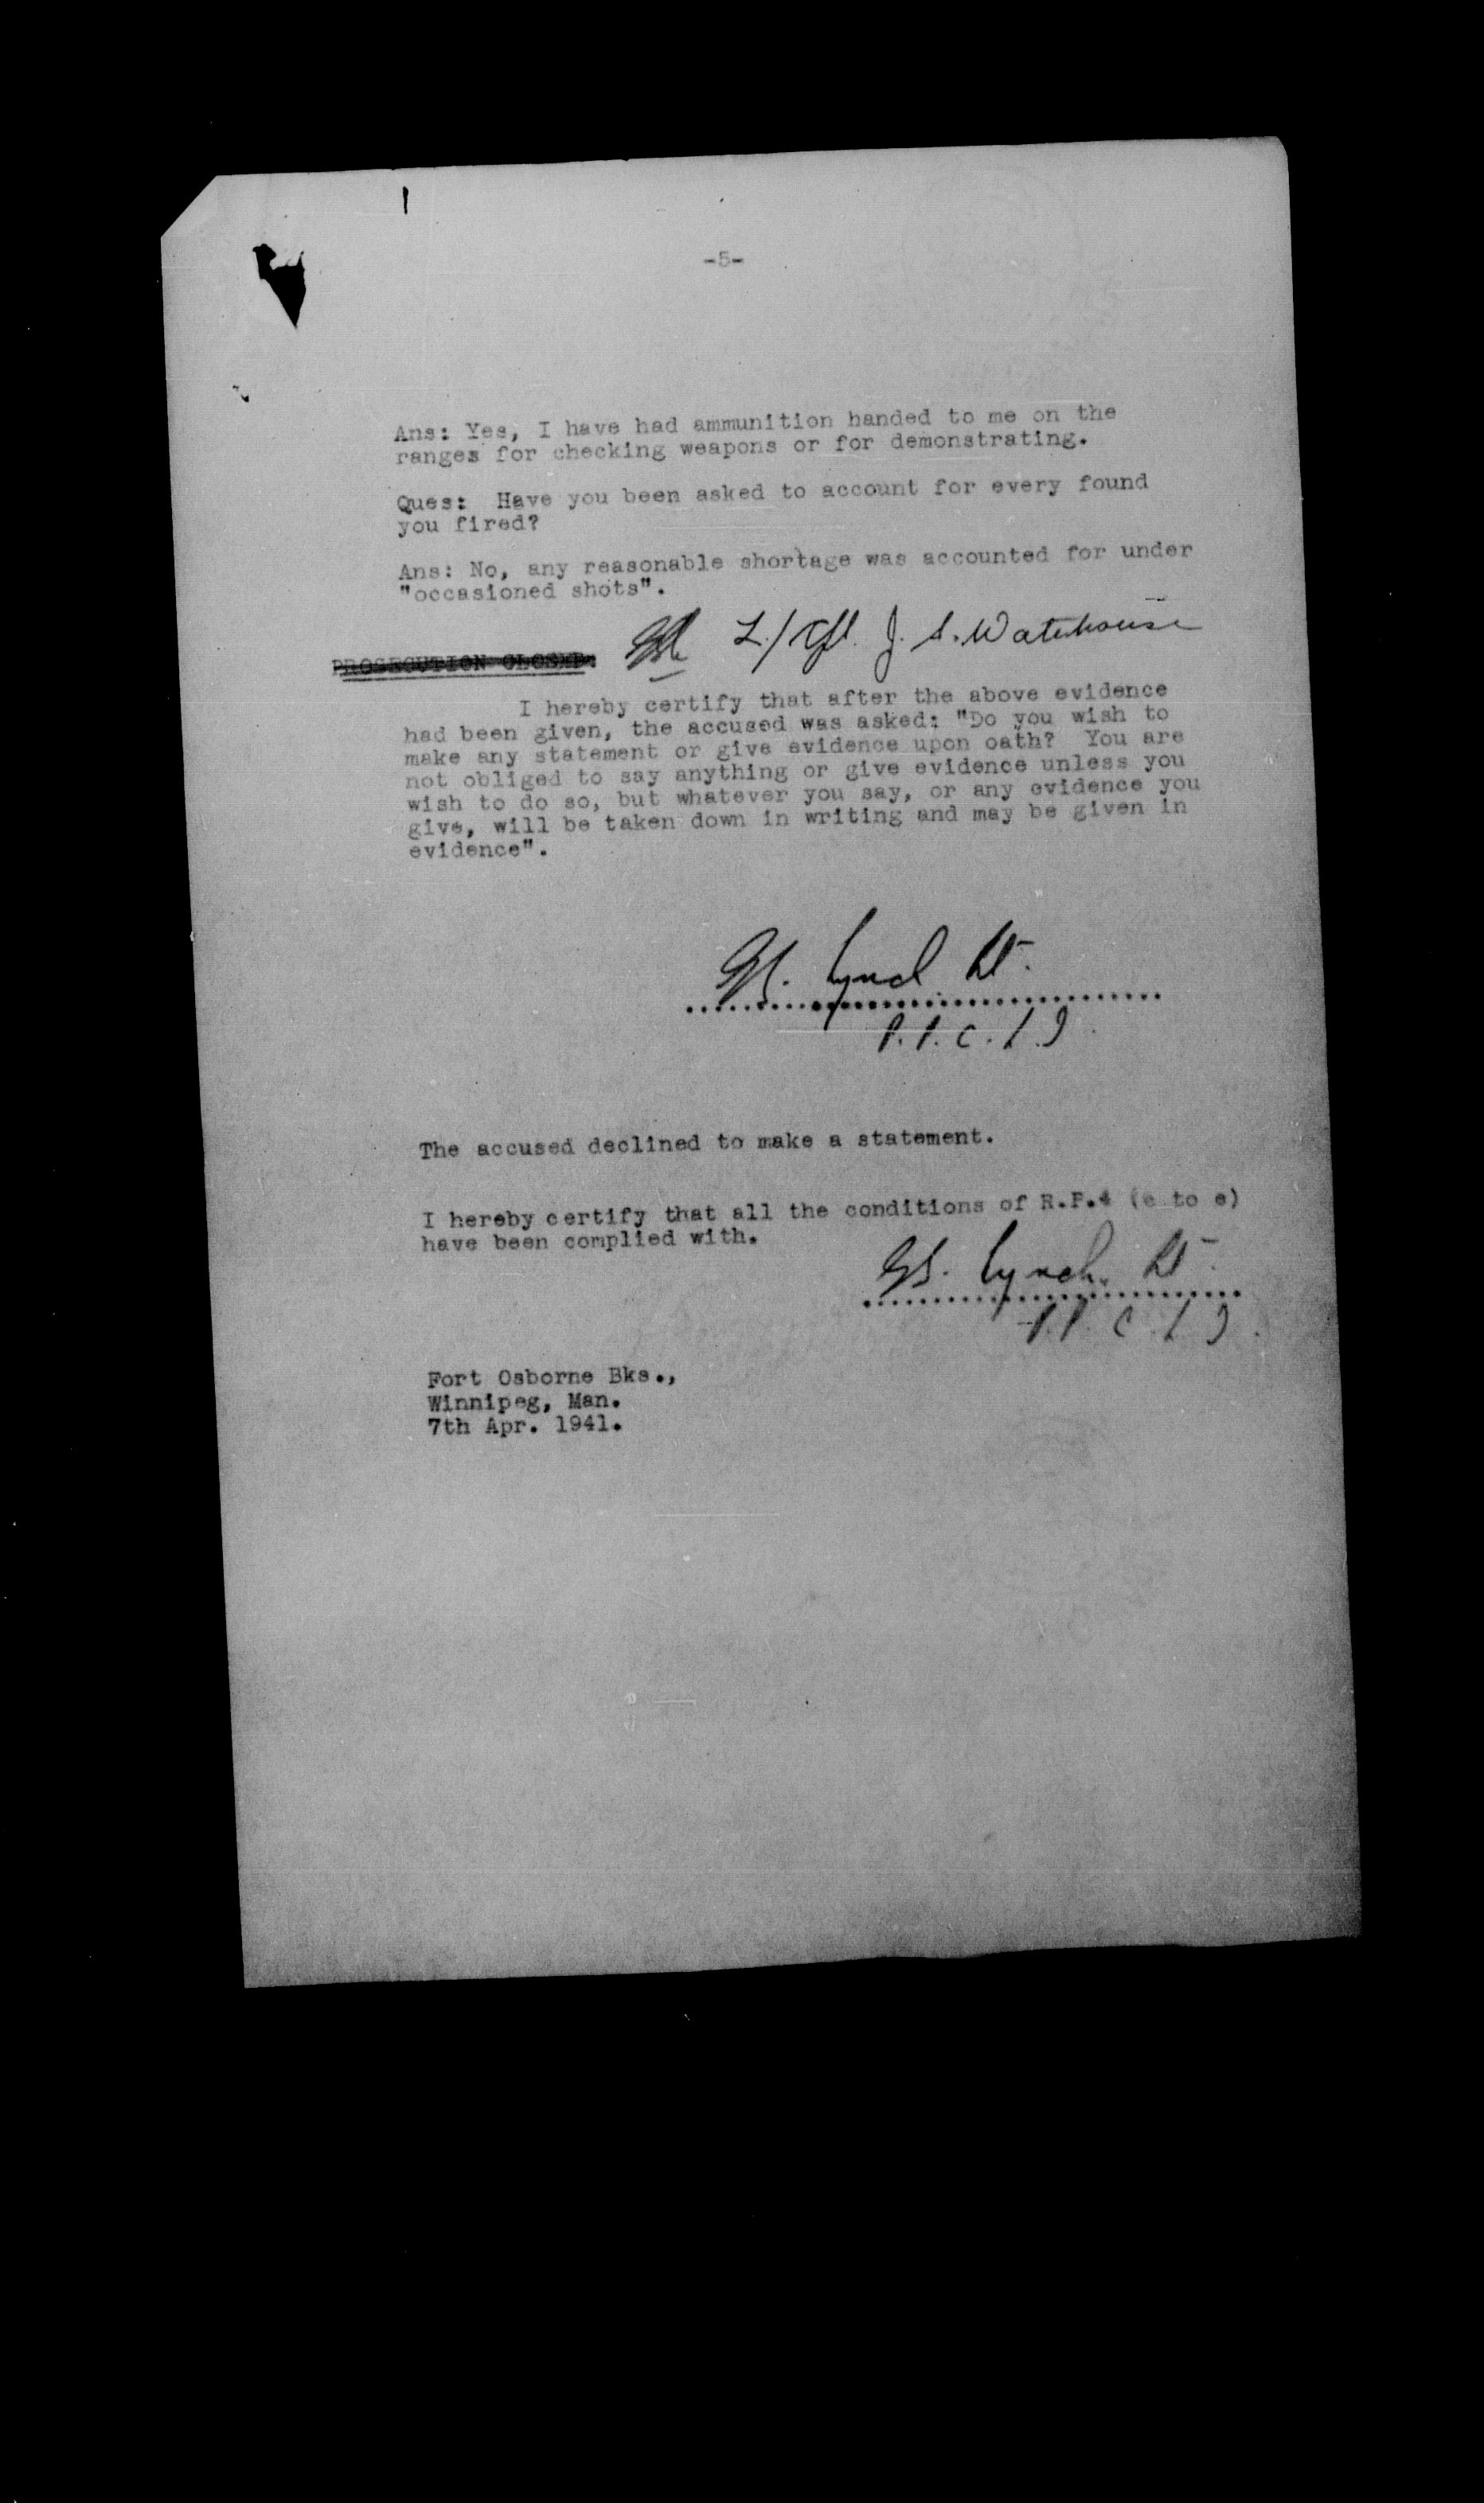 -5-
Ans: Yes, I have had ammunition handed to me on the
ranges for checking weapons or for demonstrating.
Ques: Have you been asked to account for every found
you fired?
Ans: No, any reasonable shortage was accounted for under
"occasioned shots".
L/Cpl. J. S. Waterhouse
PROSECUTION CLOSED.
I hereby certify that after the above evidence
had been given, the accused was asked: "Do you wish to
make any statement or give evidence upon oath? You are
not obliged to say anything or give evidence unless you
wish to do so, but whatever you say, or any evidence you
give, will be taken down in writing and may be given in
evidence".
Lynch Lt.
P.P.C.L.I.
The accused declined to make a statement.
I hereby certify that all the conditions of R.P.4 (c to e)
have been complied with.
Lynch Lt.
P.P.C.L.I.
Fort Osborne Bks.,
Winnipeg, Man.
7th Apr. 1941.